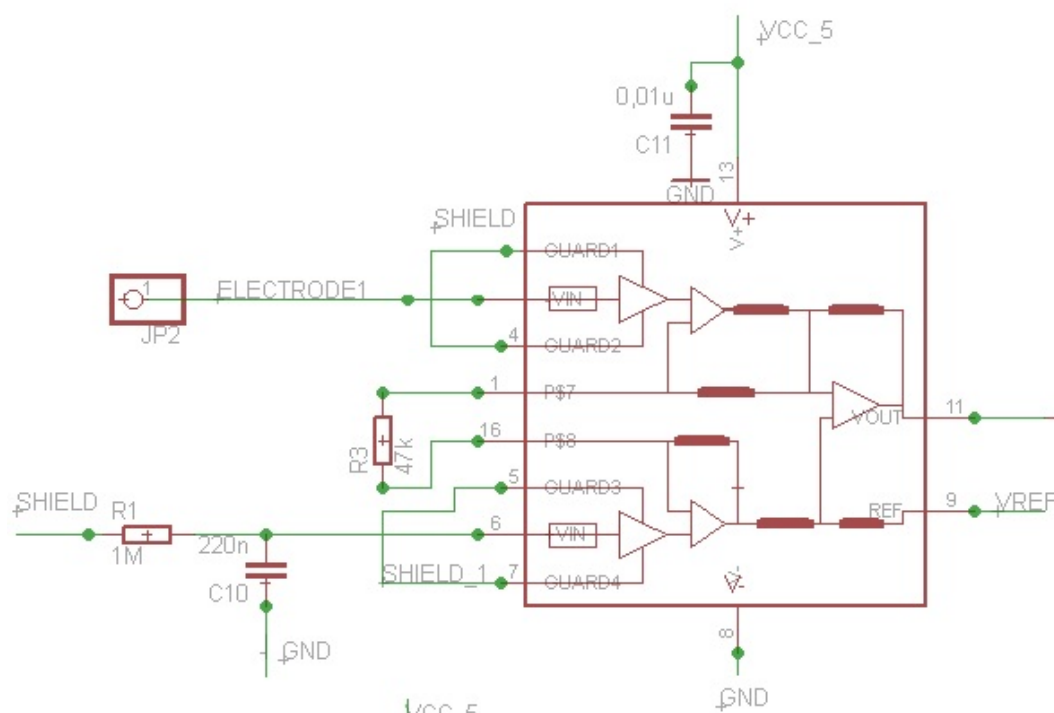 VCC_5
0,01u
C11
13
GND
V+
V+
SHIELD
GUARD1
1
ELECTRODE1
VIN
JP2
4
GUARD2
1
P$7
11
VOUT
16
P$8
R3
47k
5
GUARD3
9
VREF
REF
SHIELD
R1
6
VIN
1M
220n
SHIELD_1
7
GUARD4
V-
V-
C10
8
GND
GND
VCC_5